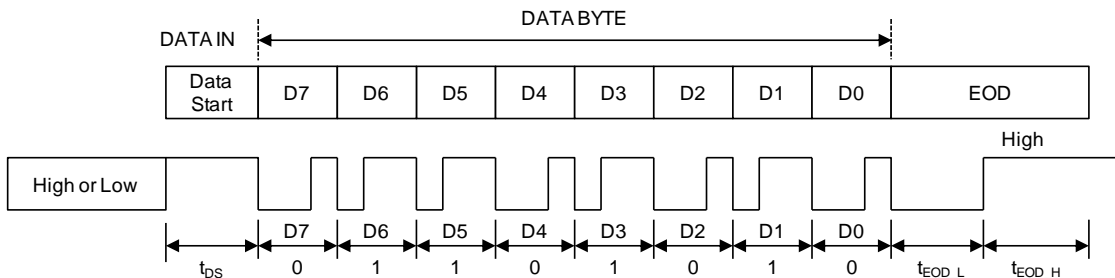 DATA BYTE
DATA IN
Data Start D7 D6 D5 D4 D3 D2 D1 D0 EOD
High
High or Low
D7 D6 D5 D4 D3 D2 D1 D0
tDS 0 1 1 0 1 0 1 0 tEOD_L tEOD_H